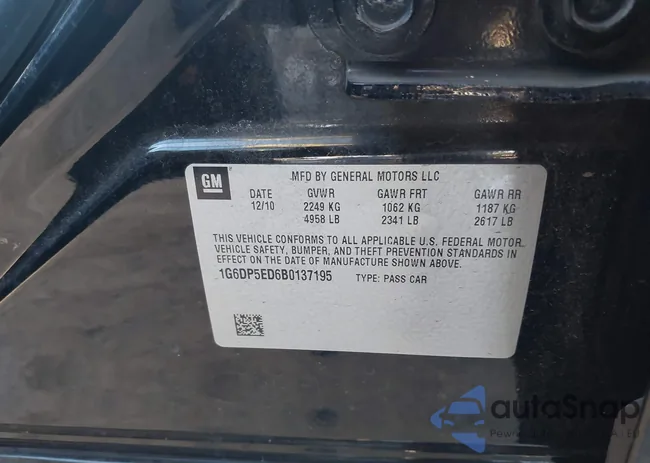 GM
MFD BY GENERAL MOTORS LLC
DATE GVWR GAWR FRT GAWR RR
12/10 2249 KG 1062 KG 1187 KG
4958 LB 2341 LB 2617 LB
THIS VEHICLE CONFORMS TO ALL APPLICABLE U.S. FEDERAL MOTOR
VEHICLE SAFETY, BUMPER, AND THEFT PREVENTION STANDARDS IN
EFFECT ON THE DATE OF MANUFACTURE SHOWN ABOVE.
1G6DP5ED6B0137195 TYPE: PASS CAR
autoSnap